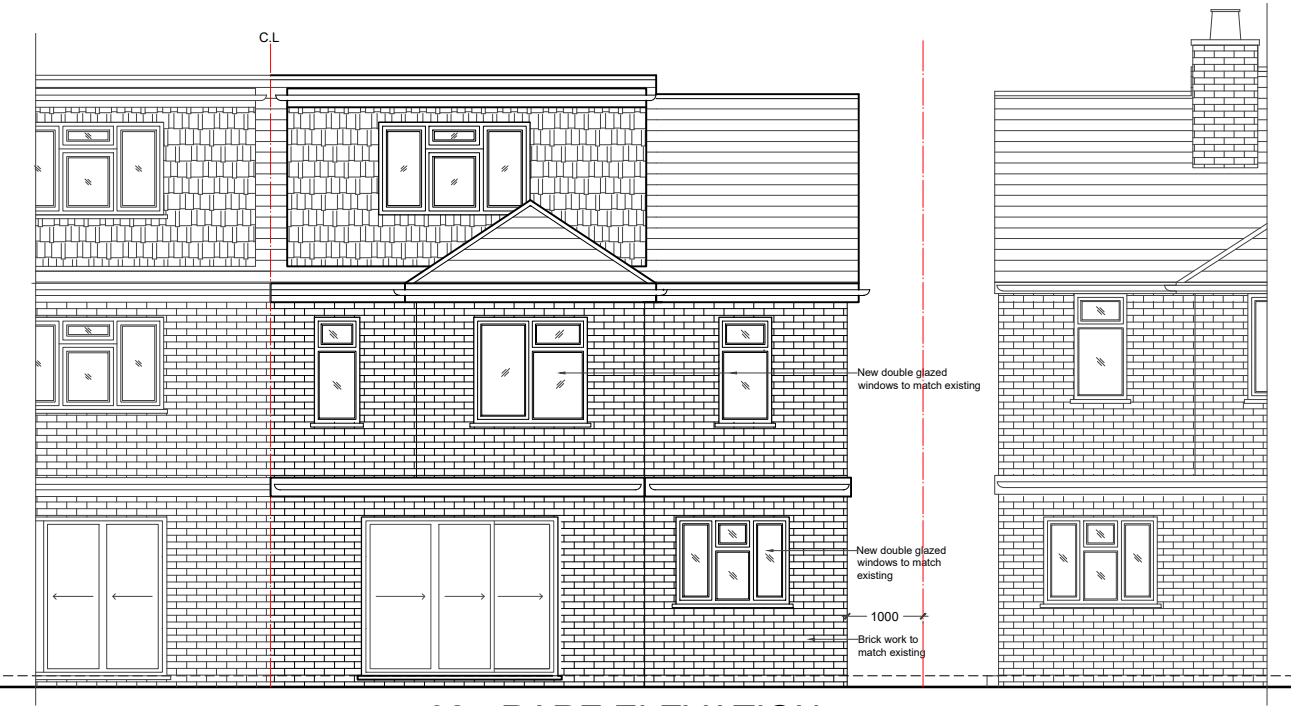 C.L
New double glazed
windows to match existing
New double glazed
windows to match
existing
1000
Brick work to
match existing